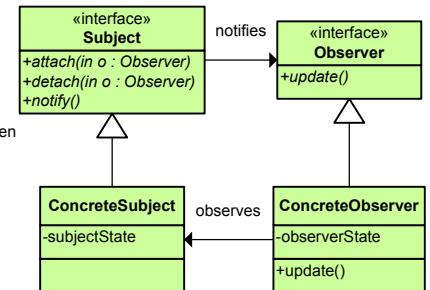 «interface»
Subject
+attach(in o : Observer)
+detach(in o : Observer)
+notify()
notifies
«interface»
Observer
+update()
en
ConcreteSubject
-subjectState
observes
ConcreteObserver
-observerState
+update()